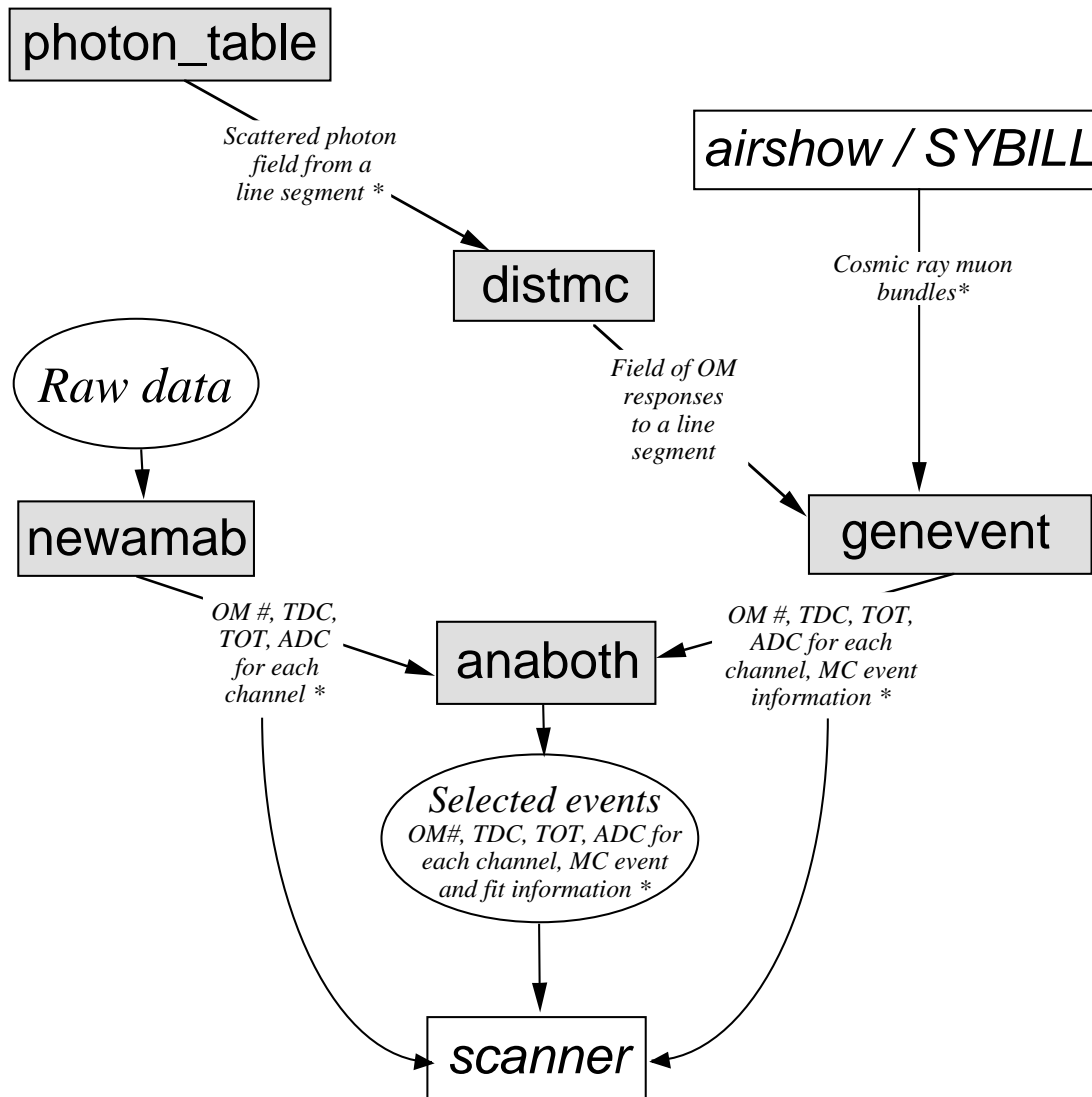 photon_table
Scattered photon
field from a
line segment *
airshow / SYBILL
distmc
Cosmic ray muon
bundles*
Raw data
Field of OM
responses
to a line
segment
newamab
genevent
OM #, TDC,
TOT, ADC
for each
channel *
anaboth
OM #, TDC, TOT,
ADC for each
channel, MC event
information *
Selected events
OM#, TDC, TOT, ADC for
each channel, MC event
and fit information *
scanner